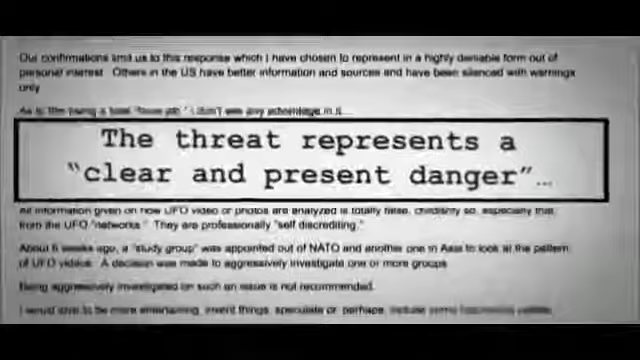 Our confirmations limit us to this response which I have chosen to represent in a highly deniable form out of
personal interest. Others in the US have better information and sources and have been silenced with warnings
only.
The threat represents a
"clear and present danger"...
All information given on how UFO video or photos are analyzed is totally false, childishly so, especially that
from the UFO "networks." They are professionally "self discrediting."
About 6 weeks ago, a "study group" was appointed out of NATO and another one in Asia to look at the pattern
of UFO videos. A decision was made to aggressively investigate one or more groups.
Being aggressively investigated on such an issue is not recommended.
I would love to be more entertaining, invent things, speculate or perhaps,